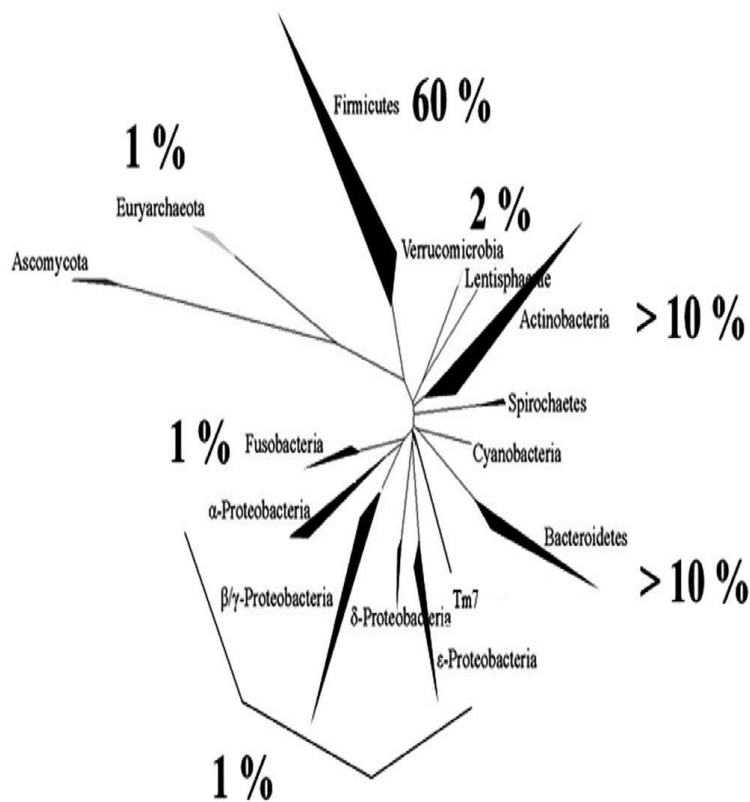 Firmicutes 60 %
1 %
Euryarchaeota
2 %
Ascomycota
Verrucomicrobia
Lentisphaerae
Actinobacteria > 10 %
Spirochaetes
1 % Fusobacteria
Cyanobacteria
α-Proteobacteria
Bacteroidetes
> 10 %
β/γ-Proteobacteria
Tm7
δ-Proteobacteria
ε-Proteobacteria
1 %